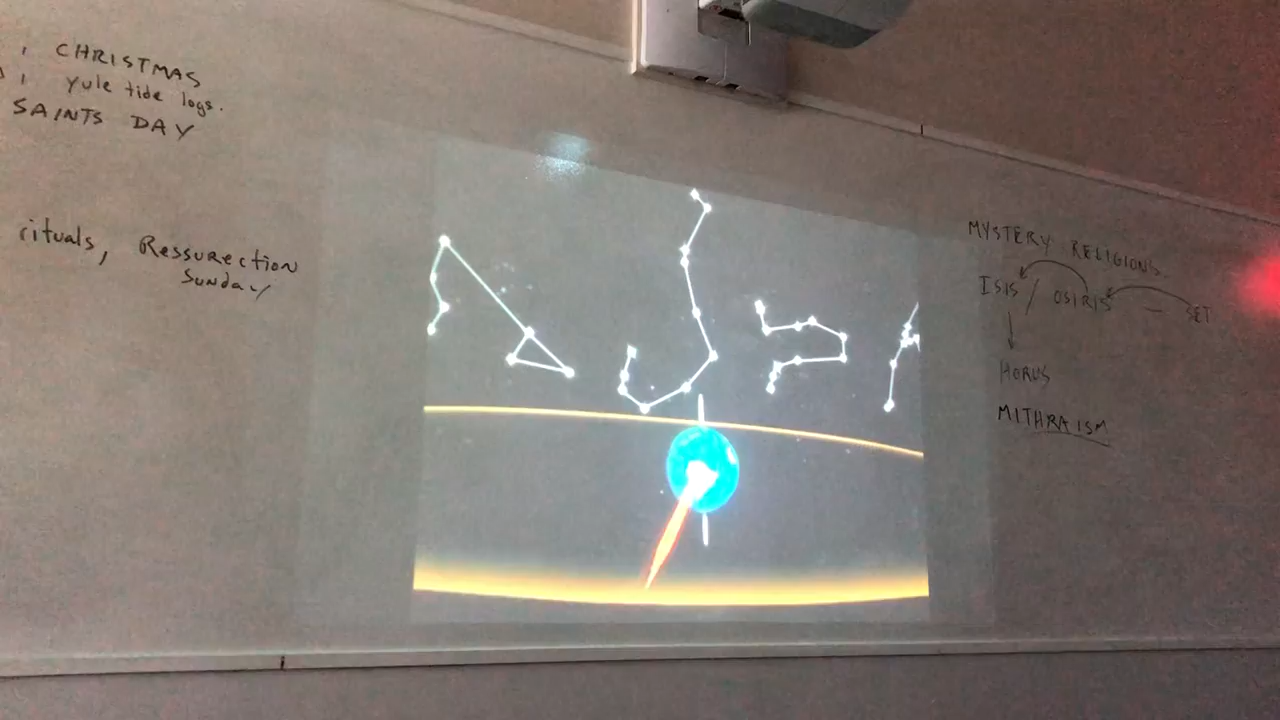 , CHRISTMAS
, yule tide logs.
SAINTS DAY
rituals, Ressurection
Sunday
MYSTERY RELIGIONS
ISIS / OSIRIS — SET
HORUS
MITHRAISM